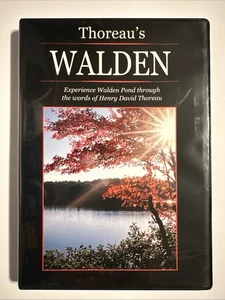 Thoreau's
WALDEN
Experience Walden Pond through
the words of Henry David Thoreau